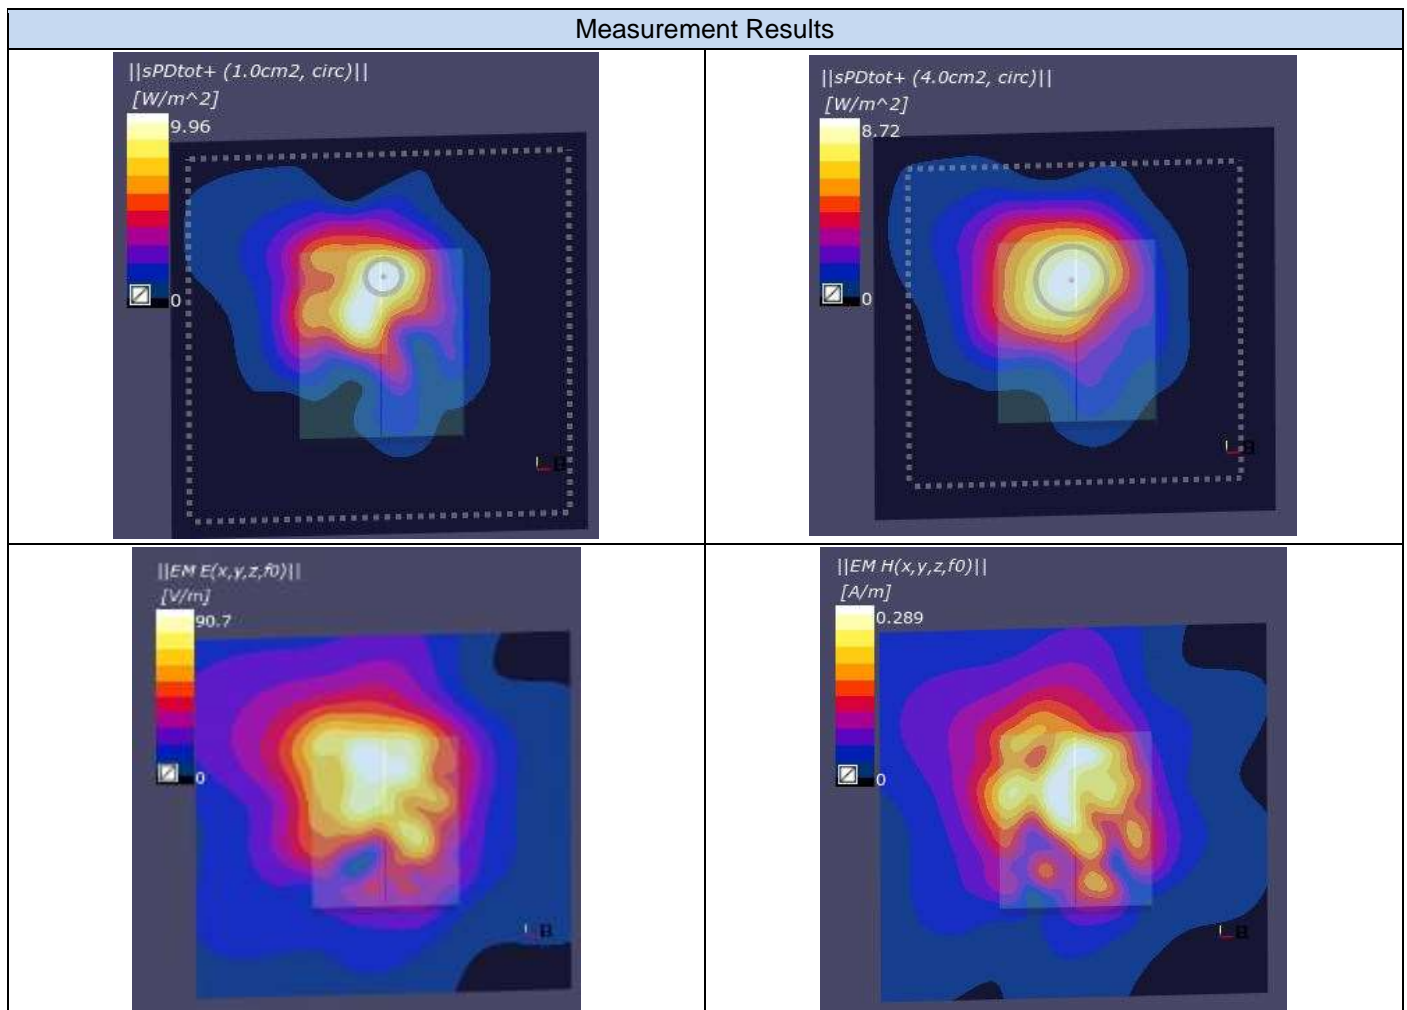 Measurement Results
||sPDtot+ (1.0cm2, circ)||
[W/m^2]
9.96
0
||sPDtot+ (4.0cm2, circ)||
[W/m^2]
8.72
0
||EM E(x,y,z,f0)||
[V/m]
90.7
0
||EM H(x,y,z,f0)||
[A/m]
0.289
0